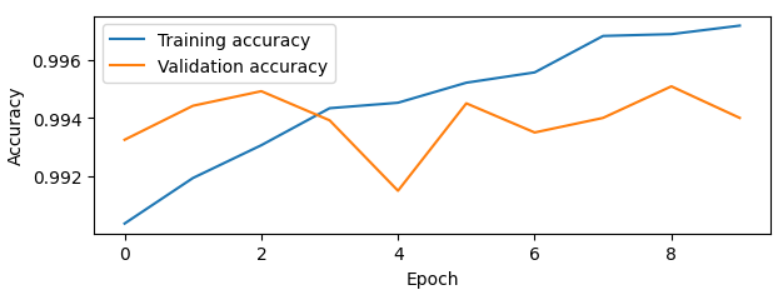 Training accuracy
Validation accuracy
0.996
0.994
0.992
Accuracy
0 2 4 6 8
Epoch